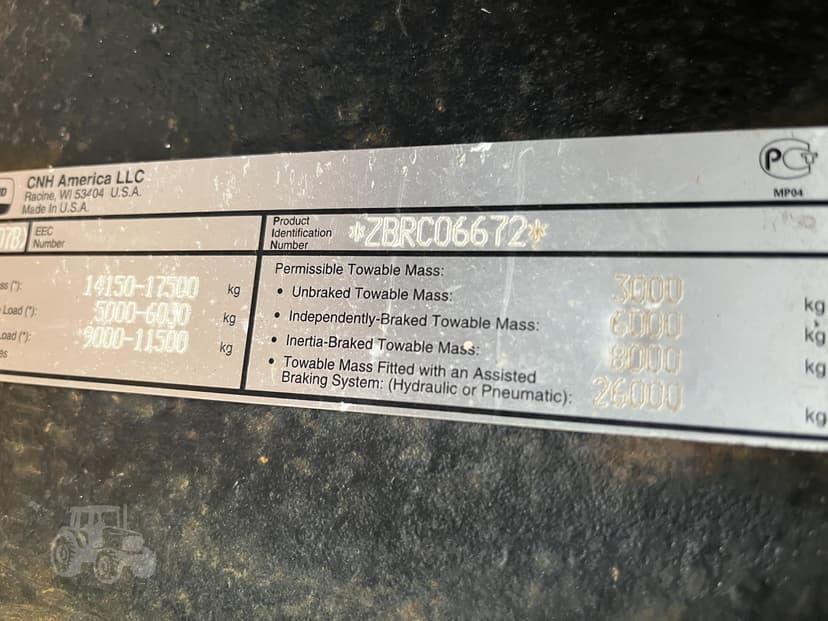 CNH America LLC
Racine, WI 53404 U.S.A.
Made in U.S.A.
MP04
EEC
Number
Product
Identification
Number
*ZBRC06672*
14150-17500 kg
Load (*): 5000-6030 kg
9000-11500 kg
Permissible Towable Mass:
• Unbraked Towable Mass: 3000 kg
• Independently-Braked Towable Mass: 6000 kg
• Inertia-Braked Towable Mass: 8000 kg
• Towable Mass Fitted with an Assisted
Braking System: (Hydraulic or Pneumatic): 26000 kg